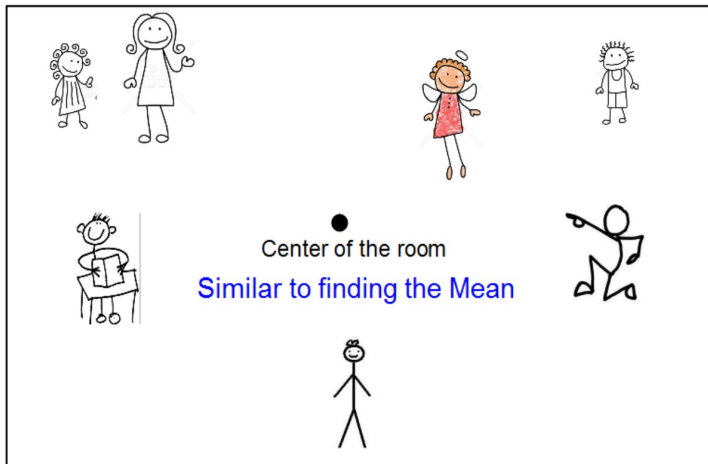 Center of the room
Similar to finding the Mean